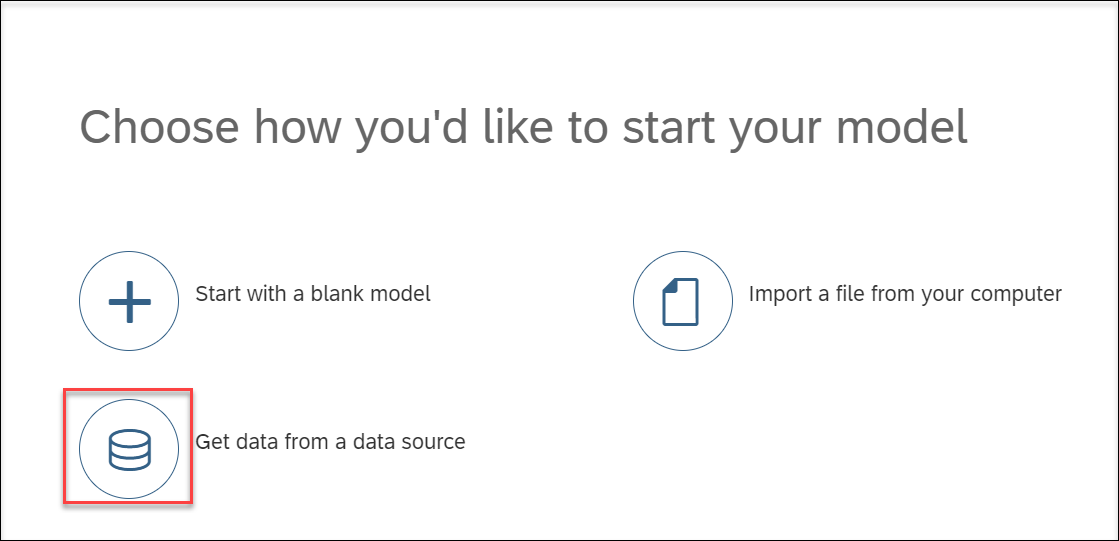 Choose how you'd like to start your model
Start with a blank model
Import a file from your computer
Get data from a data source